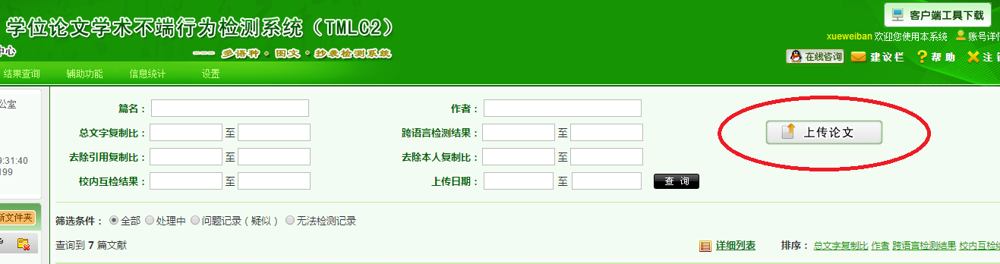 客户端工具下载
学位论文学术不端行为检测系统（TMLC2）
xueweiban 欢迎您使用本系统 账号详情
中心
--- 多语种·图文·抄袭检测系统
在线咨询 建议栏 帮助 注
结果查询 辅助功能 信息统计 设置
公室
篇名： 作者：
总文字复制比： 至 跨语言检测结果： 至
上传论文
去除引用复制比： 至 去除本人复制比： 至
9:31:40
199
校内互检结果： 至 上传日期： 至 查 询
新文件夹
筛选条件： 全部 处理中 问题记录（疑似） 无法检测记录
查询到 7 篇文献 详细列表 排序： 总文字复制比 作者 跨语言检测结果 校内互检结